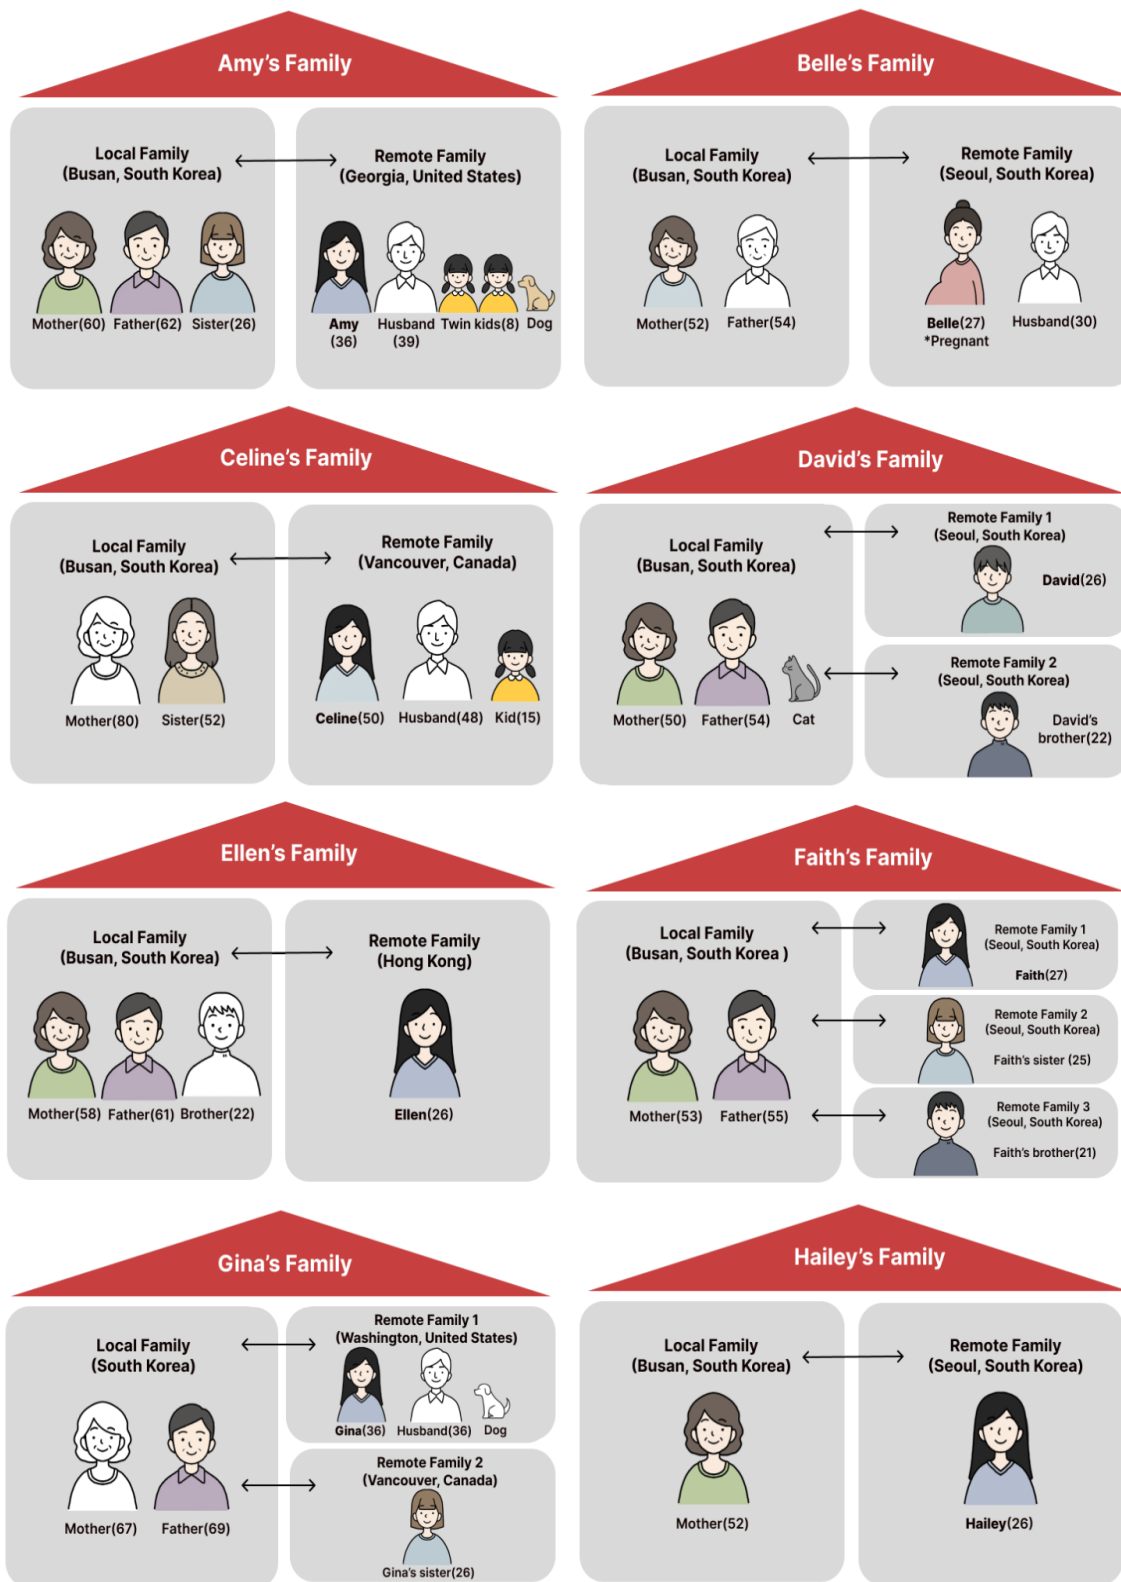 Amy's Family
Local Family
(Busan, South Korea)
Mother(60) Father(62) Sister(26)
Remote Family
(Georgia, United States)
Amy
(36)
Husband
(39)
Twin kids(8)
Dog
Belle's Family
Local Family
(Busan, South Korea)
Mother(52) Father(54)
Remote Family
(Seoul, South Korea)
Belle(27)
*Pregnant
Husband(30)
Celine's Family
Local Family
(Busan, South Korea)
Mother(80) Sister(52)
Remote Family
(Vancouver, Canada)
Celine(50) Husband(48) Kid(15)
David's Family
Local Family
(Busan, South Korea)
Mother(50) Father(54) Cat
Remote Family 1
(Seoul, South Korea)
David(26)
Remote Family 2
(Seoul, South Korea)
David's
brother(22)
Ellen's Family
Local Family
(Busan, South Korea)
Mother(58) Father(61) Brother(22)
Remote Family
(Hong Kong)
Ellen(26)
Faith's Family
Local Family
(Busan, South Korea )
Mother(53) Father(55)
Remote Family 1
(Seoul, South Korea)
Faith(27)
Remote Family 2
(Seoul, South Korea)
Faith's sister (25)
Remote Family 3
(Seoul, South Korea)
Faith's brother(21)
Gina's Family
Local Family
(South Korea)
Mother(67) Father(69)
Remote Family 1
(Washington, United States)
Gina(36) Husband(36) Dog
Remote Family 2
(Vancouver, Canada)
Gina's sister(26)
Hailey's Family
Local Family
(Busan, South Korea)
Mother(52)
Remote Family
(Seoul, South Korea)
Hailey(26)